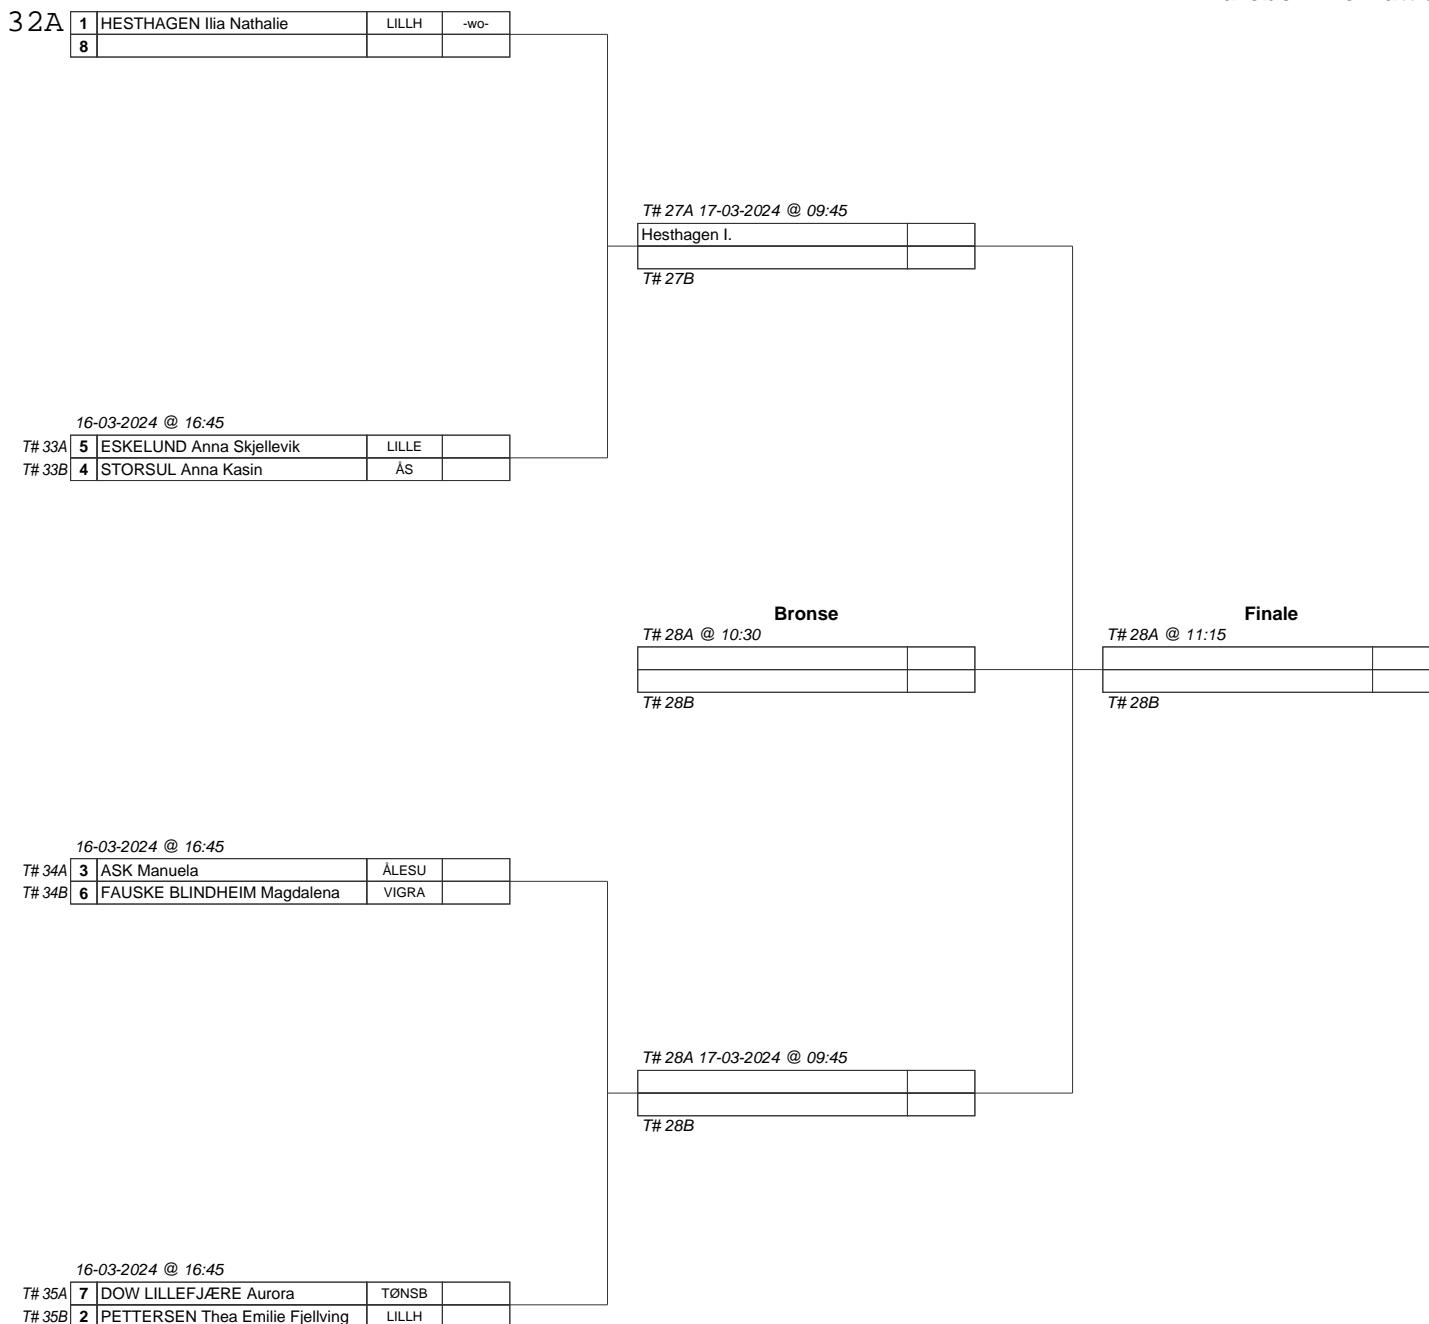 32A 1 HESTHAGEN Ilia Nathalie LILLH -wo-
8
T# 27A 17-03-2024 @ 09:45
Hesthagen I.
T# 27B
16-03-2024 @ 16:45
T# 33A 5 ESKELUND Anna Skjellevik LILLE
T# 33B 4 STORSUL Anna Kasin ÅS
Bronse Finale
T# 28A @ 10:30 T# 28A @ 11:15
T# 28B T# 28B
16-03-2024 @ 16:45
T# 34A 3 ASK Manuela ÅLESU
T# 34B 6 FAUSKE BLINDHEIM Magdalena VIGRA
T# 28A 17-03-2024 @ 09:45
T# 28B
16-03-2024 @ 16:45
T# 35A 7 DOW LILLEFJÆRE Aurora TØNSB
T# 35B 2 PETTERSEN Thea Emilie Fjellving LILLH